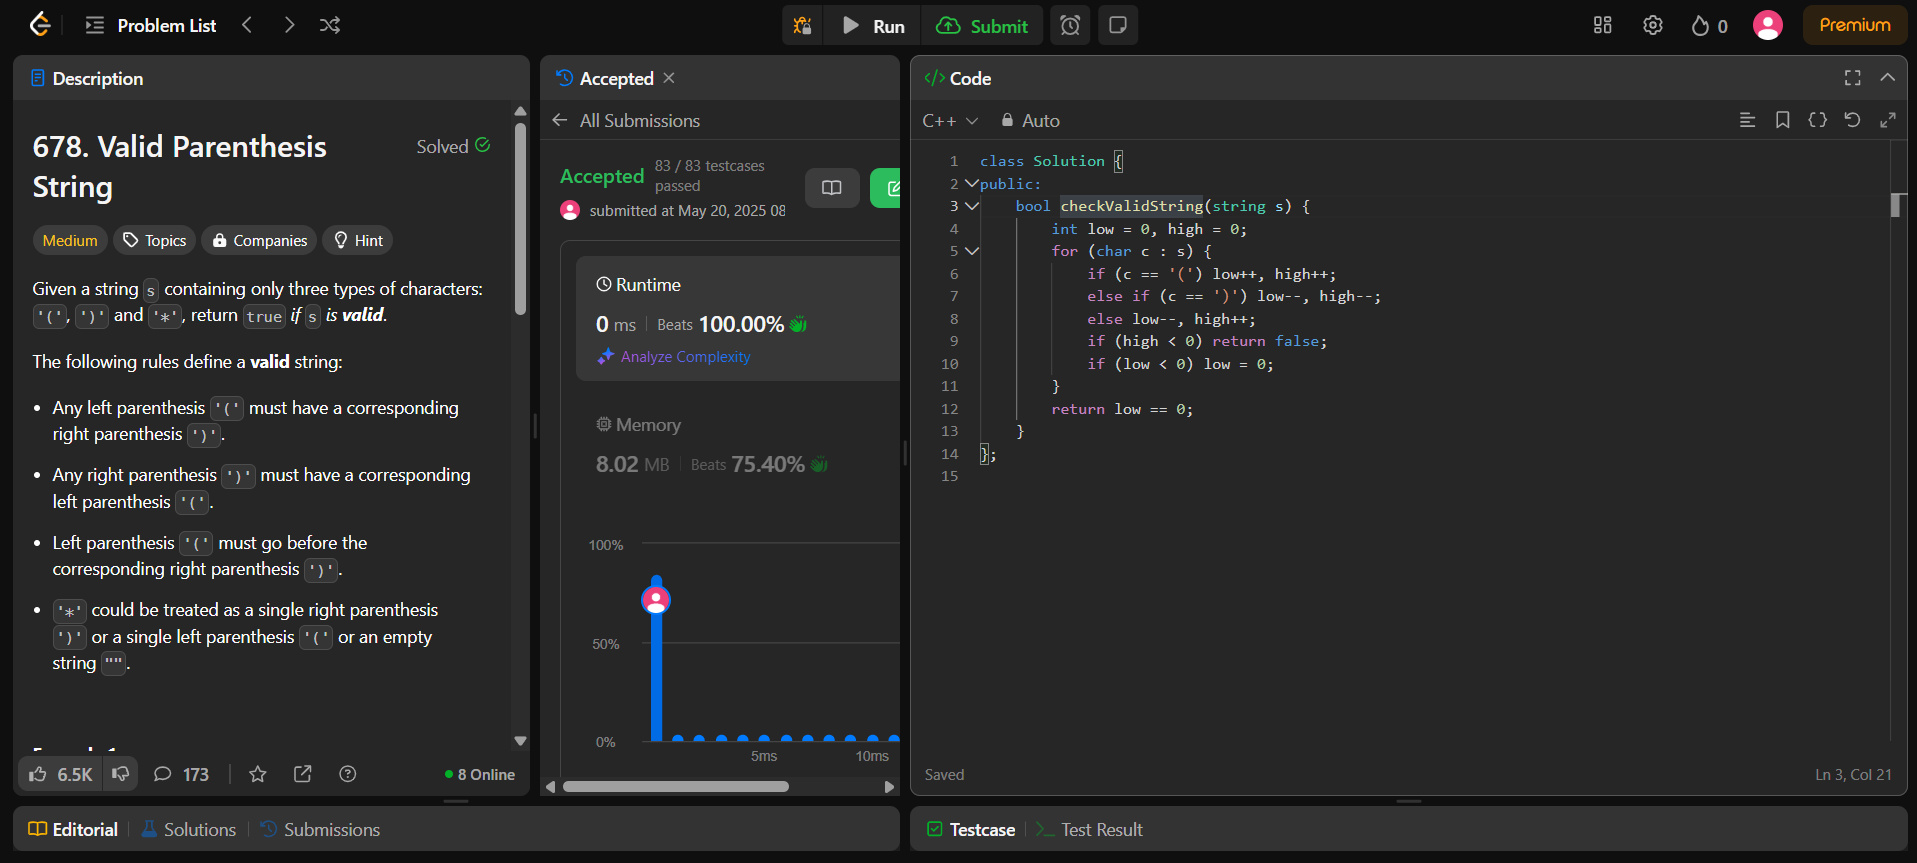 Problem List
Run
Submit
0
Premium
Description
678. Valid Parenthesis
String
Solved
Medium
Topics
Companies
Hint
Given a string s containing only three types of characters:
'(', ')' and '*', return true if s is valid.
The following rules define a valid string:
• Any left parenthesis '(' must have a corresponding
right parenthesis ')'.
• Any right parenthesis ')' must have a corresponding
left parenthesis '('.
• Left parenthesis '(' must go before the
corresponding right parenthesis ')'.
• '*' could be treated as a single right parenthesis
')' or a single left parenthesis '(' or an empty
string "".
6.5K
173
8 Online
Accepted
All Submissions
Accepted
83 / 83 testcases
passed
submitted at May 20, 2025 08
Runtime
0 ms | Beats 100.00%
Analyze Complexity
Memory
8.02 MB | Beats 75.40%
100%
50%
0%
5ms
10ms
Code
C++
Auto
1 class Solution {
2 public:
3 bool checkValidString(string s) {
4 int low = 0, high = 0;
5 for (char c : s) {
6 if (c == '(') low++, high++;
7 else if (c == ')') low--, high--;
8 else low--, high++;
9 if (high < 0) return false;
10 if (low < 0) low = 0;
11 }
12 return low == 0;
13 }
14 };
15
Saved
Ln 3, Col 21
Editorial
Solutions
Submissions
Testcase
Test Result